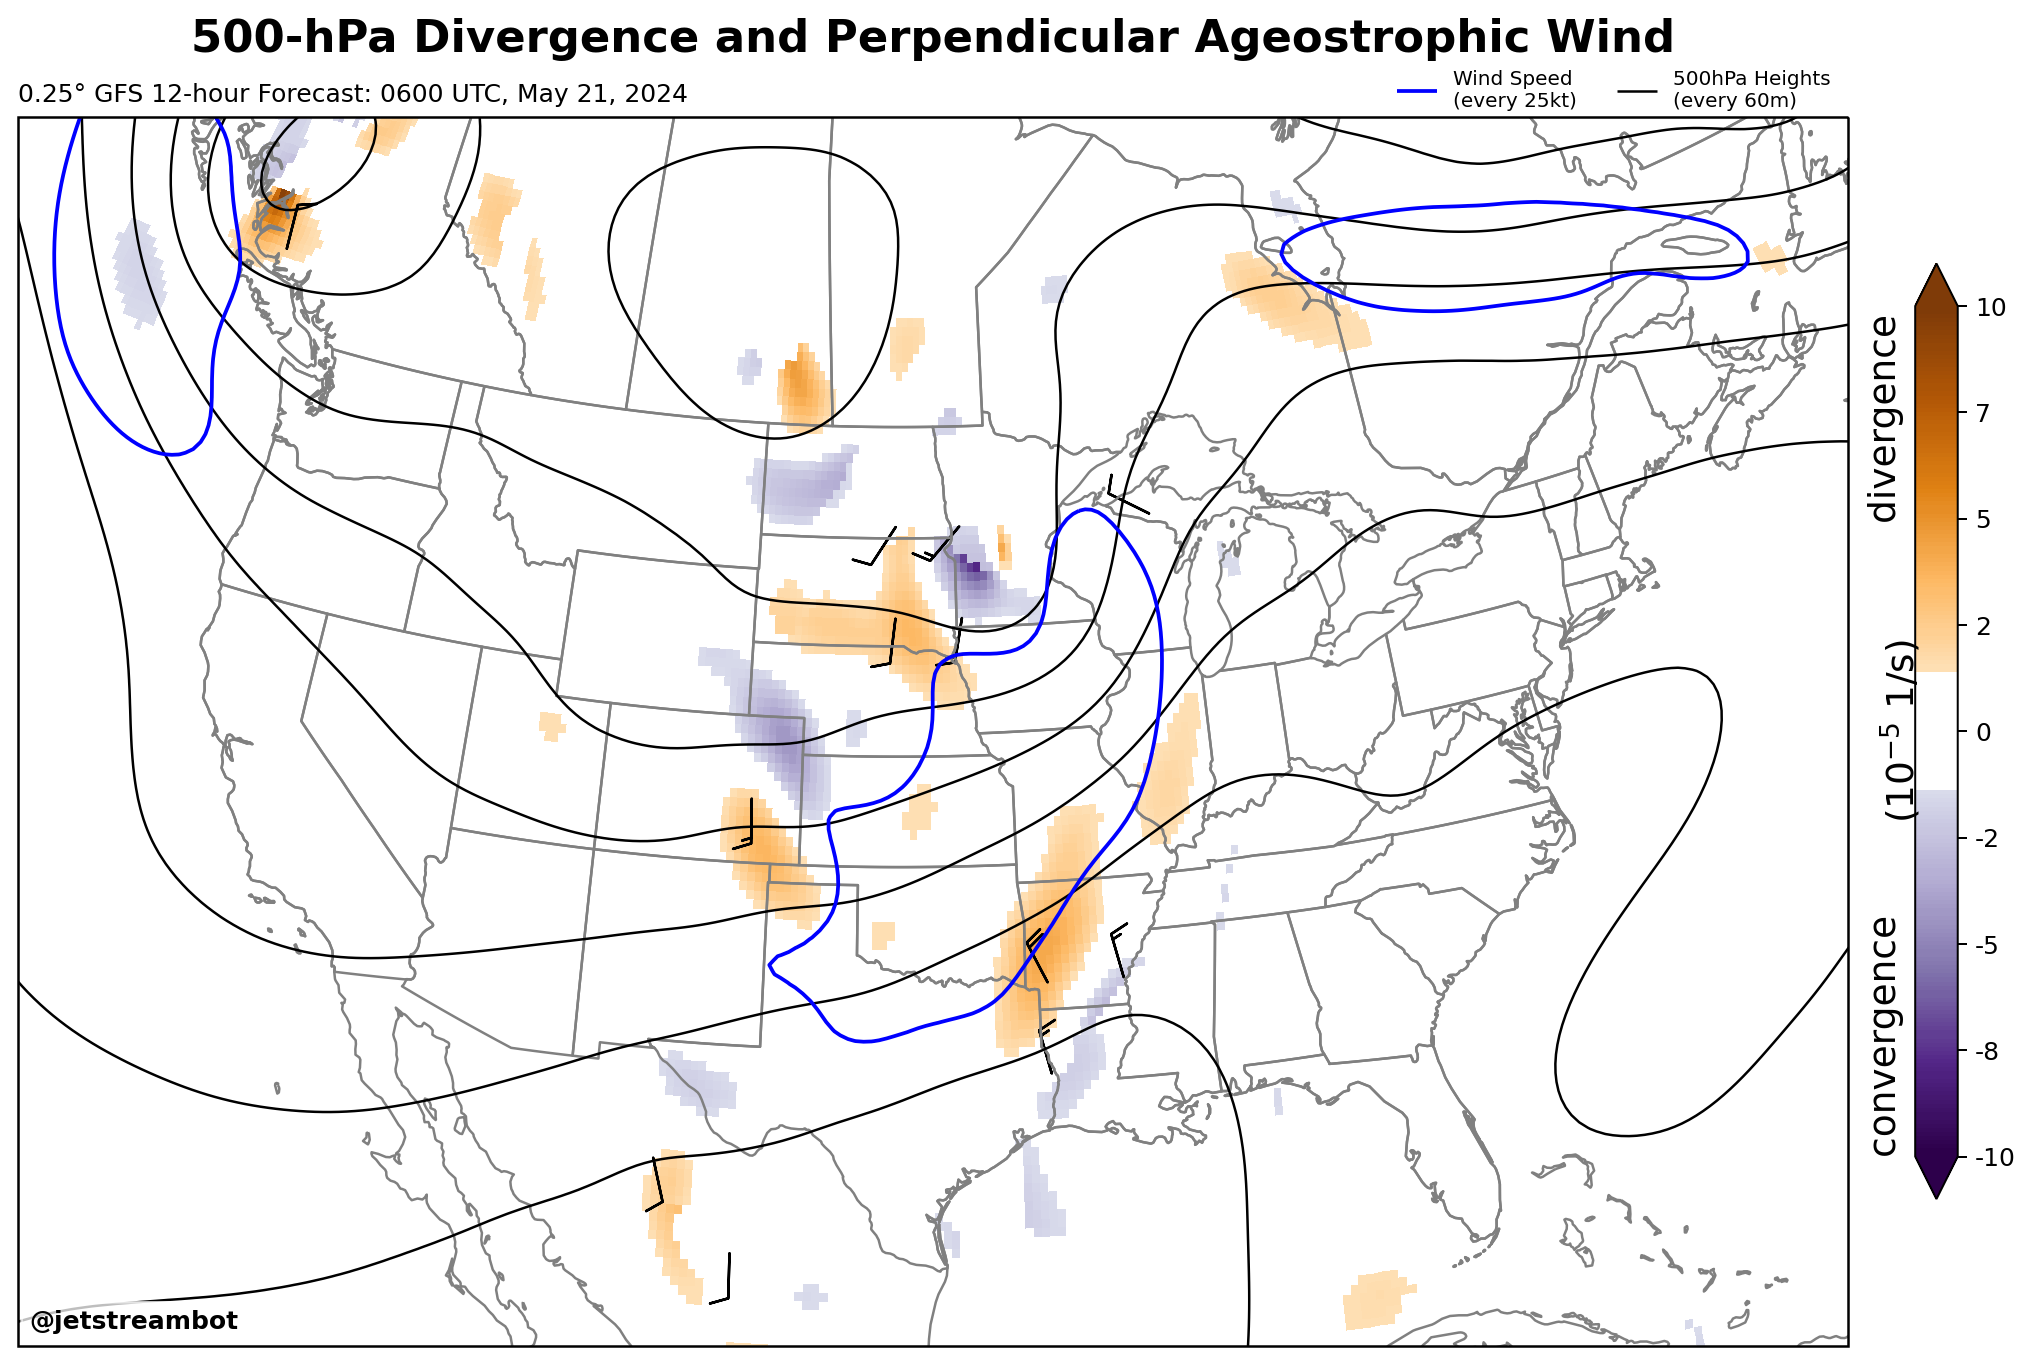 500-hPa Divergence and Perpendicular Ageostrophic Wind
0.25° GFS 12-hour Forecast: 0600 UTC, May 21, 2024
Wind Speed
(every 25kt)
500hPa Heights
(every 60m)
10
7
5
2
0
-2
-5
-8
-10
divergence
(10⁻⁵ 1/s)
convergence
@jetstreambot